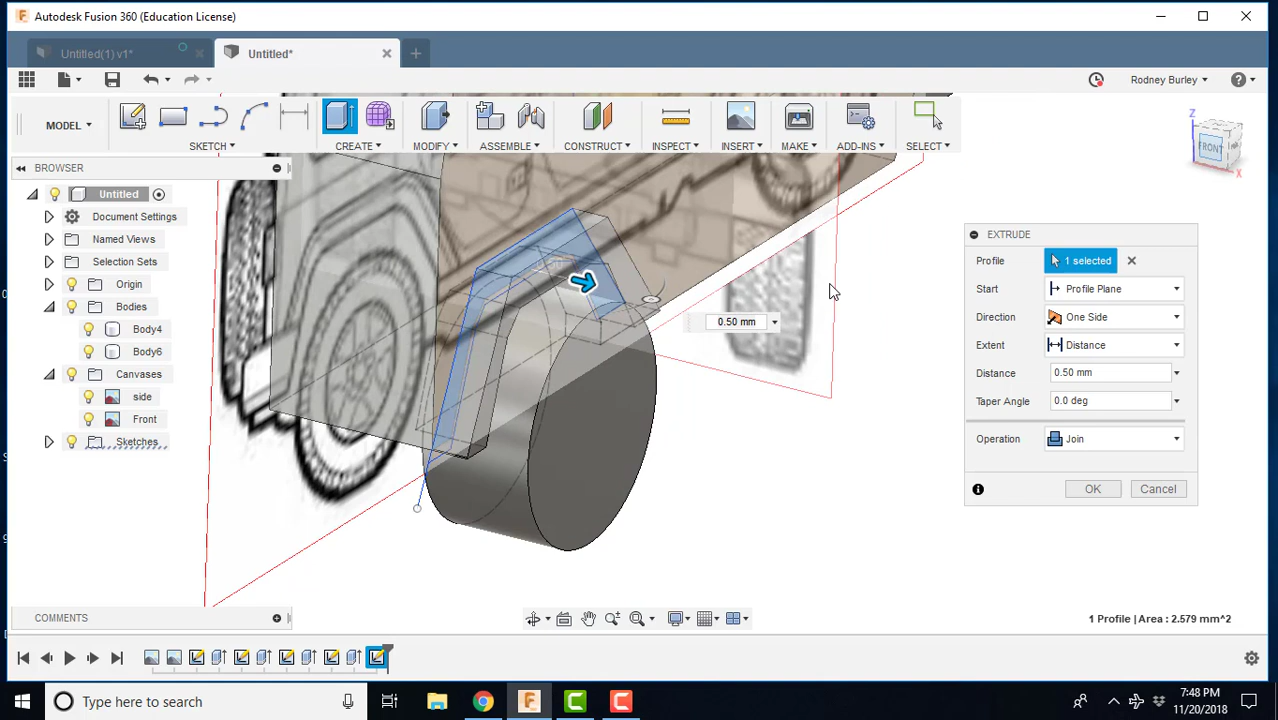 Autodesk Fusion 360 (Education License)
Untitled(1) v1*
Untitled*
Rodney Burley
MODEL
SKETCH
CREATE
MODIFY
ASSEMBLE
CONSTRUCT
INSPECT
INSERT
MAKE
ADD-INS
SELECT
Z
FRONT
X
BROWSER
Untitled
Document Settings
Named Views
Selection Sets
Origin
Bodies
Body4
Body6
Canvases
side
Front
Sketches
0.50 mm
EXTRUDE
Profile
1 selected
Start
Profile Plane
Direction
One Side
Extent
Distance
Distance
0.50 mm
Taper Angle
0.0 deg
Operation
Join
OK
Cancel
COMMENTS
1 Profile | Area : 2.579 mm^2
Type here to search
7:48 PM
11/20/2018